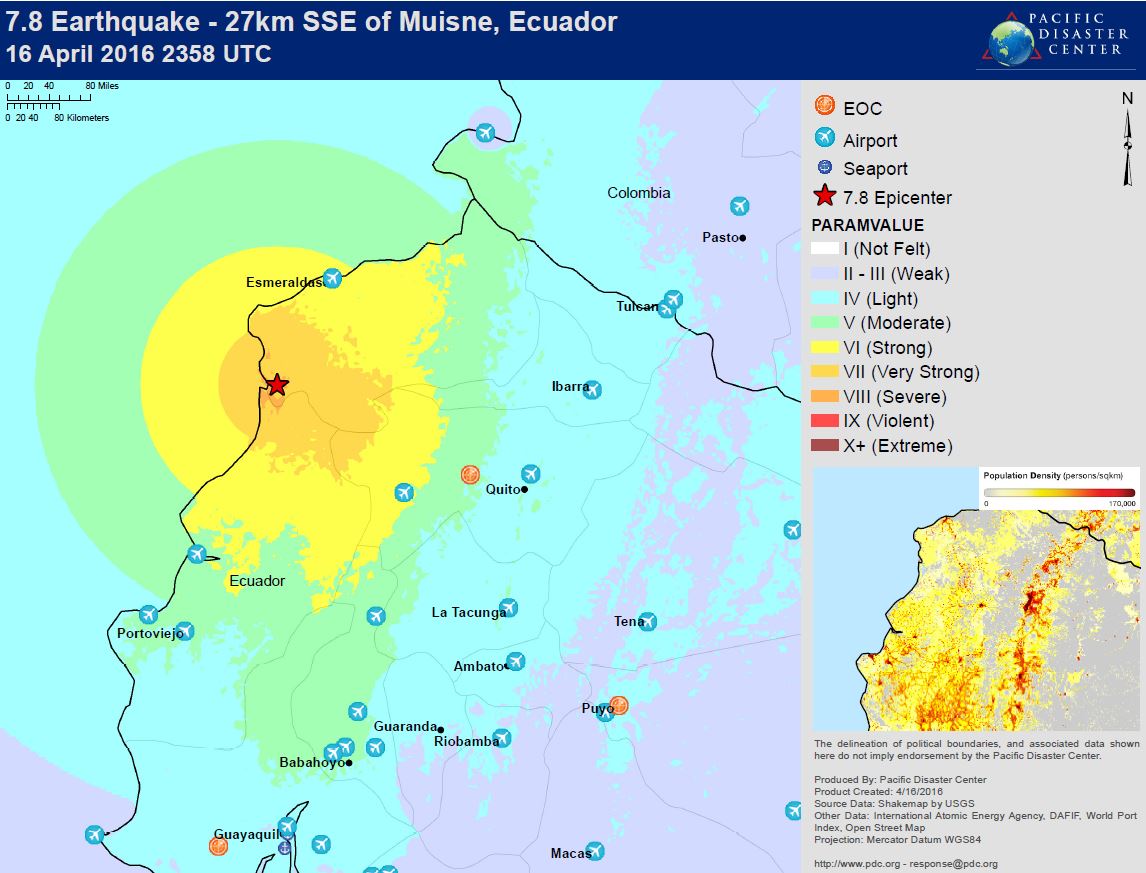 7.8 Earthquake - 27km SSE of Muisne, Ecuador
16 April 2016 2358 UTC
PACIFIC
DISASTER
CENTER
0 20 40 80 Miles
0 20 40 80 Kilometers
N
EOC
Airport
Seaport
7.8 Epicenter
PARAMVALUE
I (Not Felt)
II - III (Weak)
IV (Light)
V (Moderate)
VI (Strong)
VII (Very Strong)
VIII (Severe)
IX (Violent)
X+ (Extreme)
Colombia
Pasto
Esmeraldas
Tulcan
Ibarra
Quito
Ecuador
La Tacunga
Tena
Portoviejo
Ambato
Puyo
Guaranda
Riobamba
Babahoyo
Guayaquil
Macas
Population Density (persons/sqkm)
0 170,000
The delineation of political boundaries, and associated data shown
here do not imply endorsement by the Pacific Disaster Center.
Produced By: Pacific Disaster Center
Product Created: 4/16/2016
Source Data: Shakemap by USGS
Other Data: International Atomic Energy Agency, DAFIF, World Port
Index, Open Street Map
Projection: Mercator Datum WGS84
http://www.pdc.org - response@pdc.org